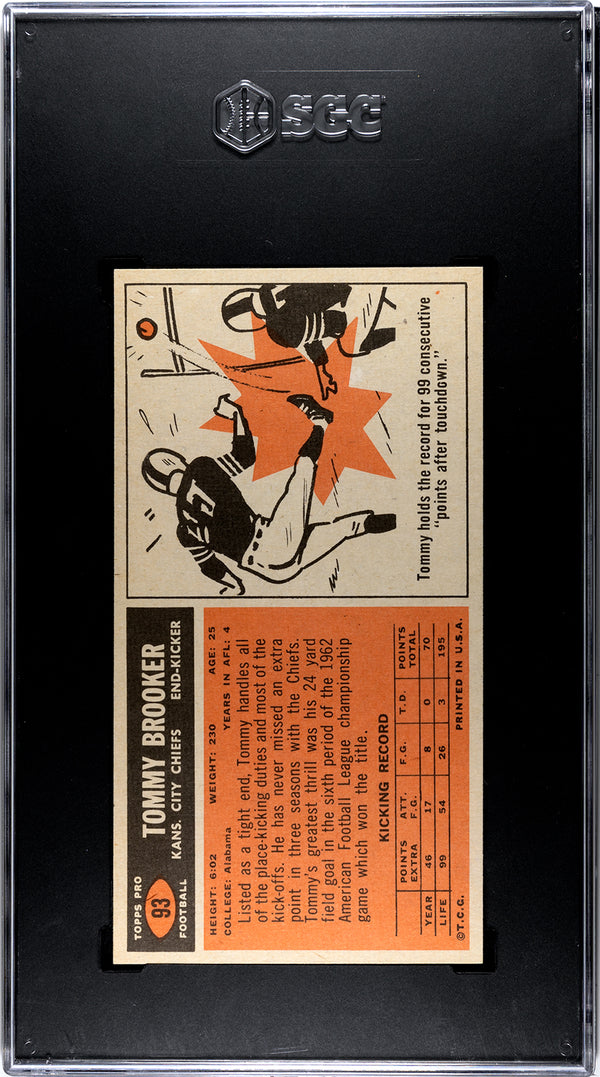 SGC
TOPPS PRO
93
FOOTBALL
TOMMY BROOKER
KANS. CITY CHIEFS END-KICKER
HEIGHT: 6:02 WEIGHT: 230 AGE: 25
COLLEGE: Alabama YEARS IN AFL: 4
Listed as a tight end, Tommy handles all
of the place-kicking duties and most of the
kick-offs. He has never missed an extra
point in three seasons with the Chiefs.
Tommy's greatest thrill was his 24 yard
field goal in the sixth period of the 1962
American Football League championship
game which won the title.
KICKING RECORD
POINTS ATT. POINTS
EXTRA F.G. F.G. T.D. TOTAL
YEAR 46 17 8 0 70
LIFE 99 54 26 3 195
©T.C.G. PRINTED IN U.S.A.
Tommy holds the record for 99 consecutive
"points after touchdown."